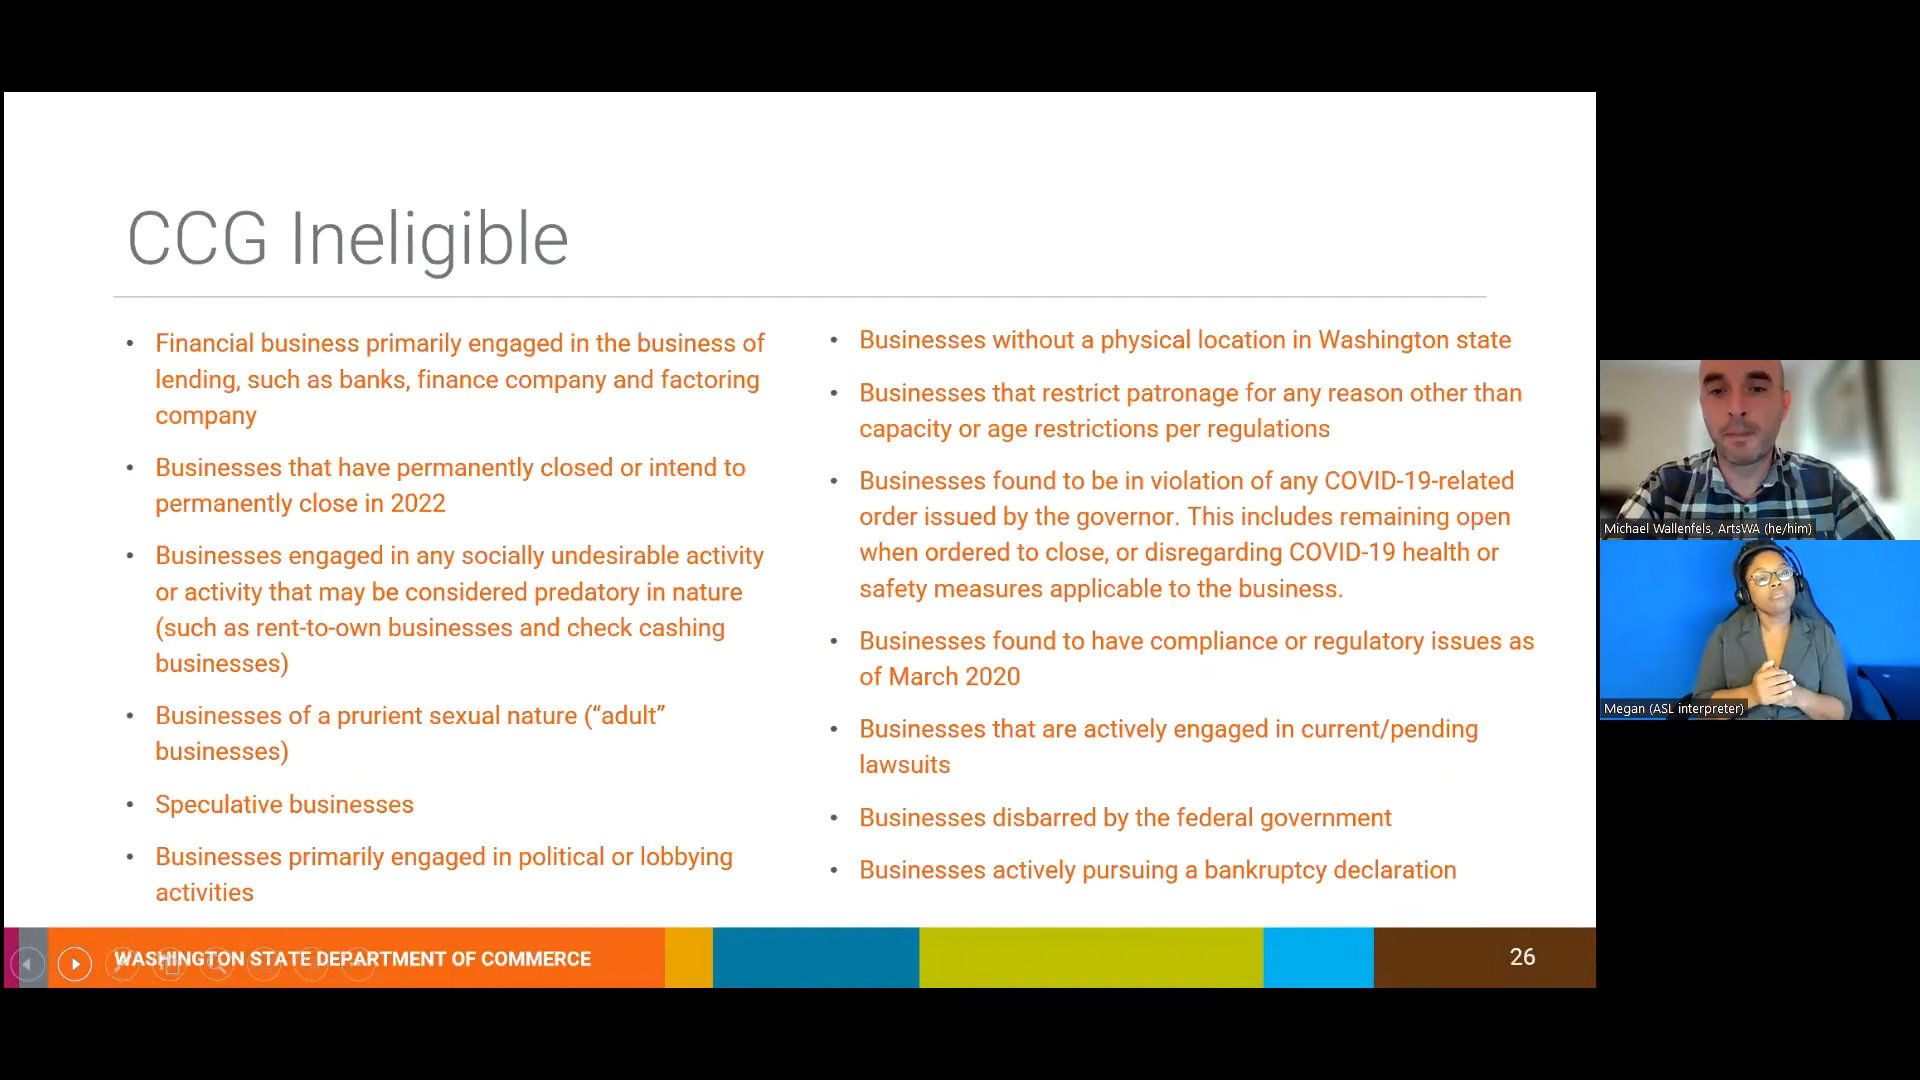 CCG Ineligible
Financial business primarily engaged in the business of
lending, such as banks, finance company and factoring
company
Businesses that have permanently closed or intend to
permanently close in 2022
Businesses engaged in any socially undesirable activity
or activity that may be considered predatory in nature
(such as rent-to-own businesses and check cashing
businesses)
Businesses of a prurient sexual nature (“adult”
businesses)
Speculative businesses
Businesses primarily engaged in political or lobbying
activities
Businesses without a physical location in Washington state
Businesses that restrict patronage for any reason other than
capacity or age restrictions per regulations
Businesses found to be in violation of any COVID-19-related
order issued by the governor. This includes remaining open
when ordered to close, or disregarding COVID-19 health or
safety measures applicable to the business.
Businesses found to have compliance or regulatory issues as
of March 2020
Businesses that are actively engaged in current/pending
lawsuits
Businesses disbarred by the federal government
Businesses actively pursuing a bankruptcy declaration
WASHINGTON STATE DEPARTMENT OF COMMERCE
26
Michael Wallenfels, ArtsWA (he/him)
Megan (ASL interpreter)